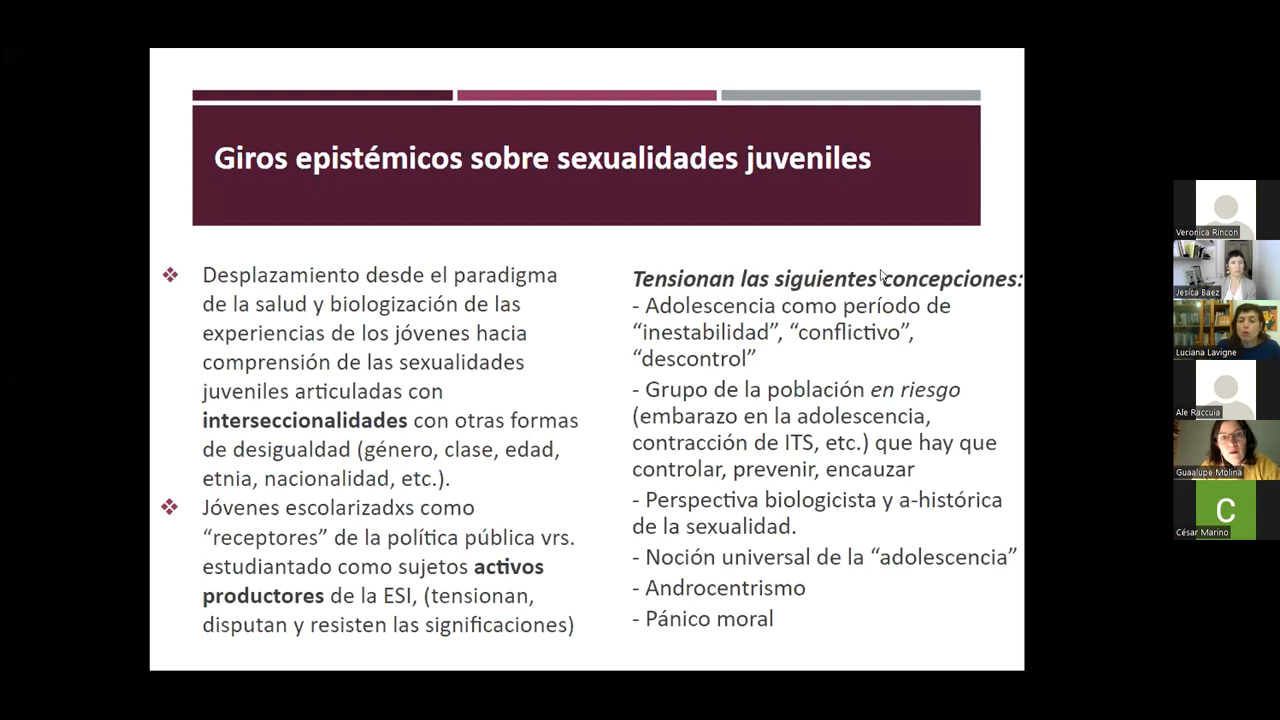 Giros epistémicos sobre sexualidades juveniles
Desplazamiento desde el paradigma
de la salud y biologización de las
experiencias de los jóvenes hacia
comprensión de las sexualidades
juveniles articuladas con
interseccionalidades con otras formas
de desigualdad (género, clase, edad,
etnia, nacionalidad, etc.).
Jóvenes escolarizadxs como
“receptores” de la política pública vrs.
estudiantado como sujetos activos
productores de la ESI, (tensionan,
disputan y resisten las significaciones)
Tensionan las siguientes concepciones:
- Adolescencia como período de
“inestabilidad”, “conflictivo”,
“descontrol”
- Grupo de la población en riesgo
(embarazo en la adolescencia,
contracción de ITS, etc.) que hay que
controlar, prevenir, encauzar
- Perspectiva biologicista y a-histórica
de la sexualidad.
- Noción universal de la “adolescencia”
- Androcentrismo
- Pánico moral
Veronica Rincon
Jesica Baez
Luciana Lavigne
Ale Raccuia
Guaalupe Molina
C
César Marino